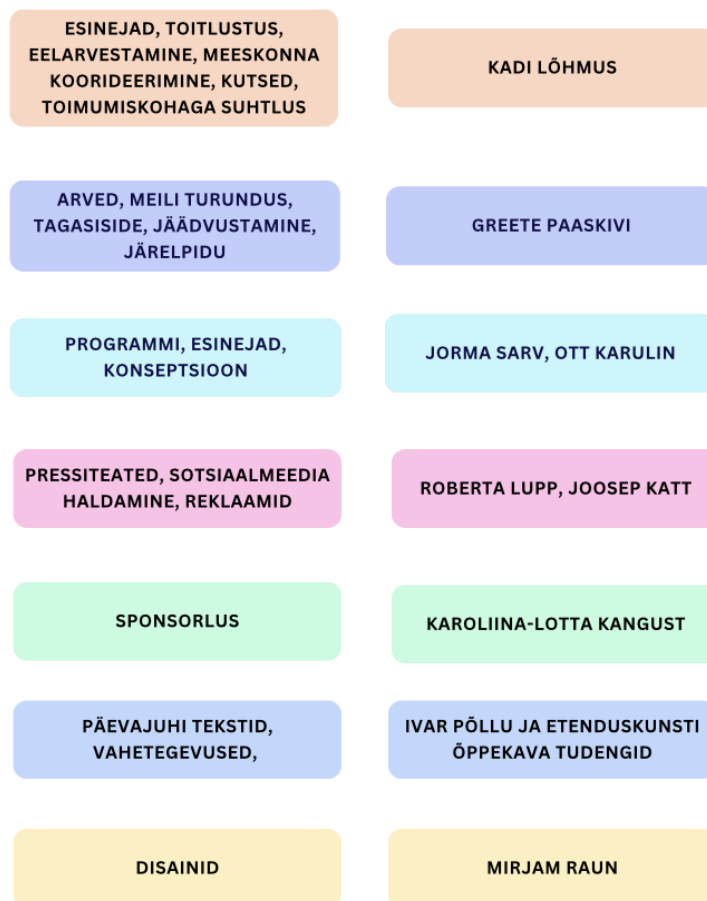 ESINEJAD, TOITLUSTUS,
EELARVESTAMINE, MEESKONNA
KOORIDEERIMINE, KUTSED,
TOIMUMISKOHAGA SUHTLUS
KADI LÕHMUS
ARVED, MEILI TURUNDUS,
TAGASISIDE, JÄÄDVUSTAMINE,
JÄRELPIDU
GREETE PAASKIVI
PROGRAMMI, ESINEJAD,
KONSEPTSIOON
JORMA SARV, OTT KARULIN
PRESSITEATED, SOTSIAALMEEDIA
HALDAMINE, REKLAAMID
ROBERTA LUPP, JOOSEP KATT
SPONSORLUS
KAROLIINA-LOTTA KANGUST
PÄEVAJUHI TEKSTID,
VAHETEGEVUSED,
IVAR PÕLLU JA ETENDUSKUNSTI
ÕPPEKAVA TUDENGID
DISAINID
MIRJAM RAUN